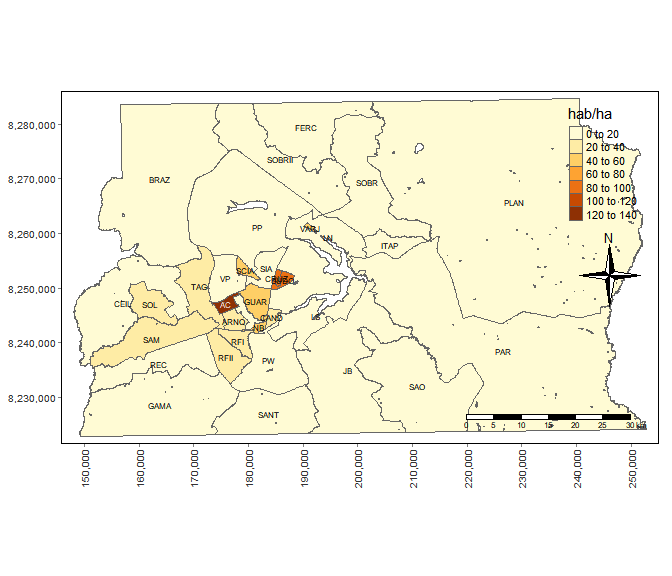 hab/ha
0 to 20
20 to 40
40 to 60
60 to 80
80 to 100
100 to 120
120 to 140
N
FERC
SOBRII
BRAZ
SOBR
PLAN
PP
VARJ
LN
ITAP
SCIA
SIA
VP
TAG
CEIL
SOL
GUAR
AC
ARNQ
CAND
NB
LS
SAM
RFI
RFII
REC
PW
JB
SAO
PAR
GAMA
SANT
8,280,000
8,270,000
8,260,000
8,250,000
8,240,000
8,230,000
0 5 10 15 20 25 30 km
150,000
160,000
170,000
180,000
190,000
200,000
210,000
220,000
230,000
240,000
250,000